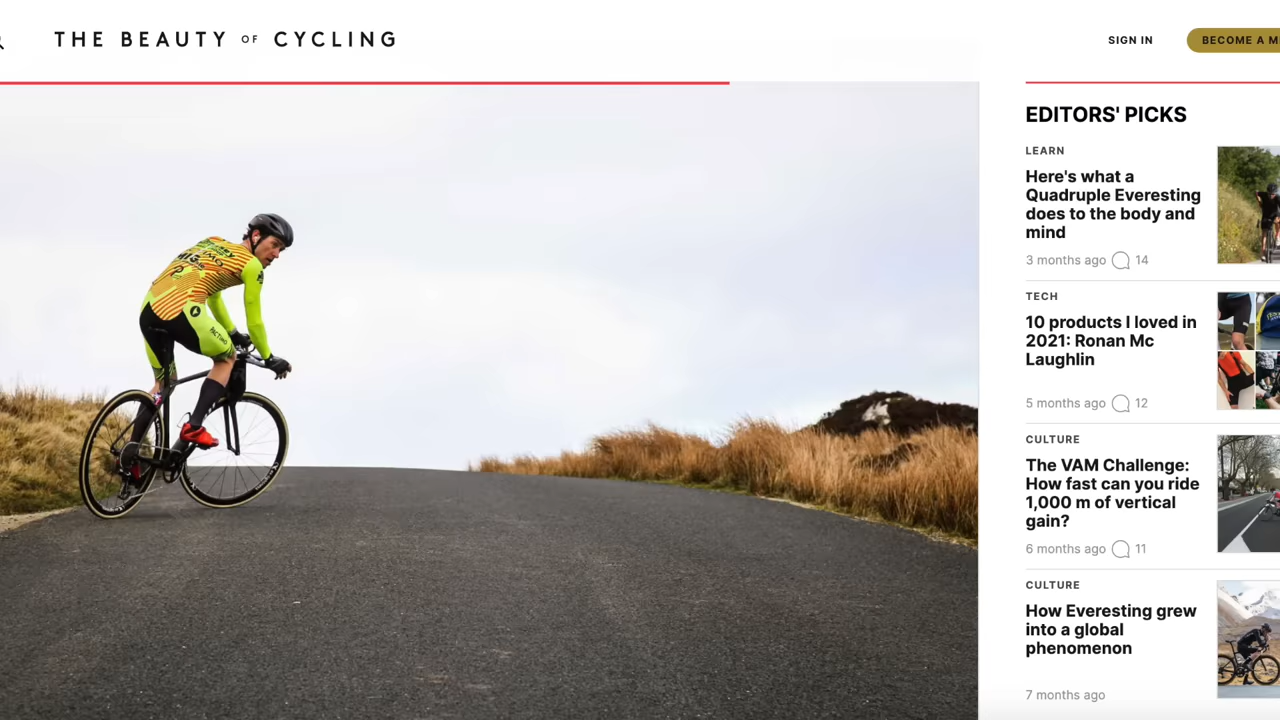 THE BEAUTY OF CYCLING
SIGN IN
BECOME A M
EDITORS' PICKS
LEARN
Here's what a
Quadruple Everesting
does to the body and
mind
3 months ago 14
TECH
10 products I loved in
2021: Ronan Mc
Laughlin
5 months ago 12
CULTURE
The VAM Challenge:
How fast can you ride
1,000 m of vertical
gain?
6 months ago 11
CULTURE
How Everesting grew
into a global
phenomenon
7 months ago
PACTIMO